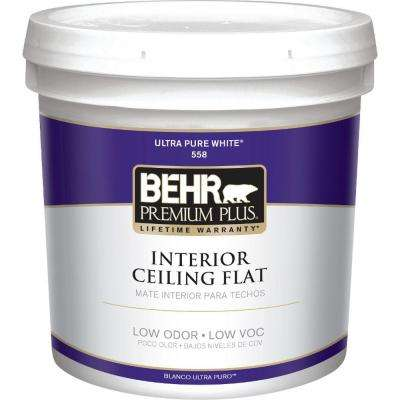 ULTRA PURE WHITE®
558
BEHR
PREMIUM PLUS®
LIFETIME WARRANTY*
INTERIOR
CEILING FLAT
MATE INTERIOR PARA TECHOS
LOW ODOR • LOW VOC
POCO OLOR • BAJOS NIVELES DE COV
BLANCO ULTRA PURO™